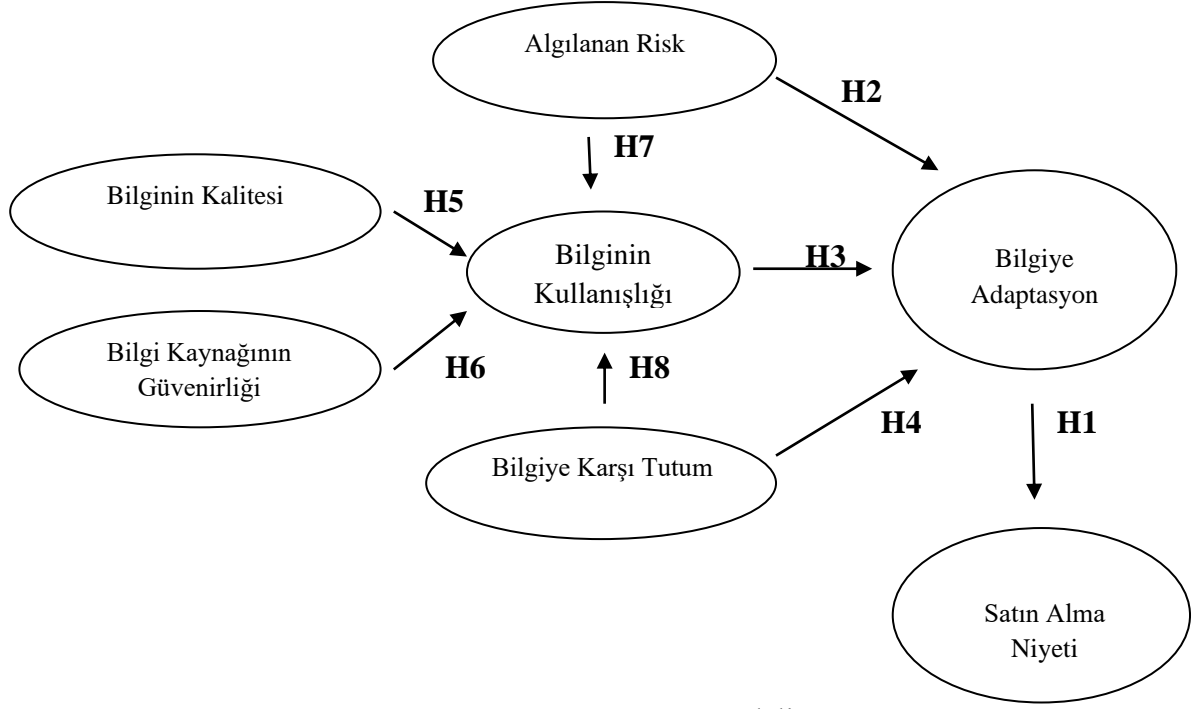 Algılanan Risk
H2
H7
Bilginin Kalitesi
H5
Bilginin
Kullanışlığı
H3
Bilgiye
Adaptasyon
Bilgi Kaynağının
Güvenirliği
H6
H8
H4
H1
Bilgiye Karşı Tutum
Satın Alma
Niyeti